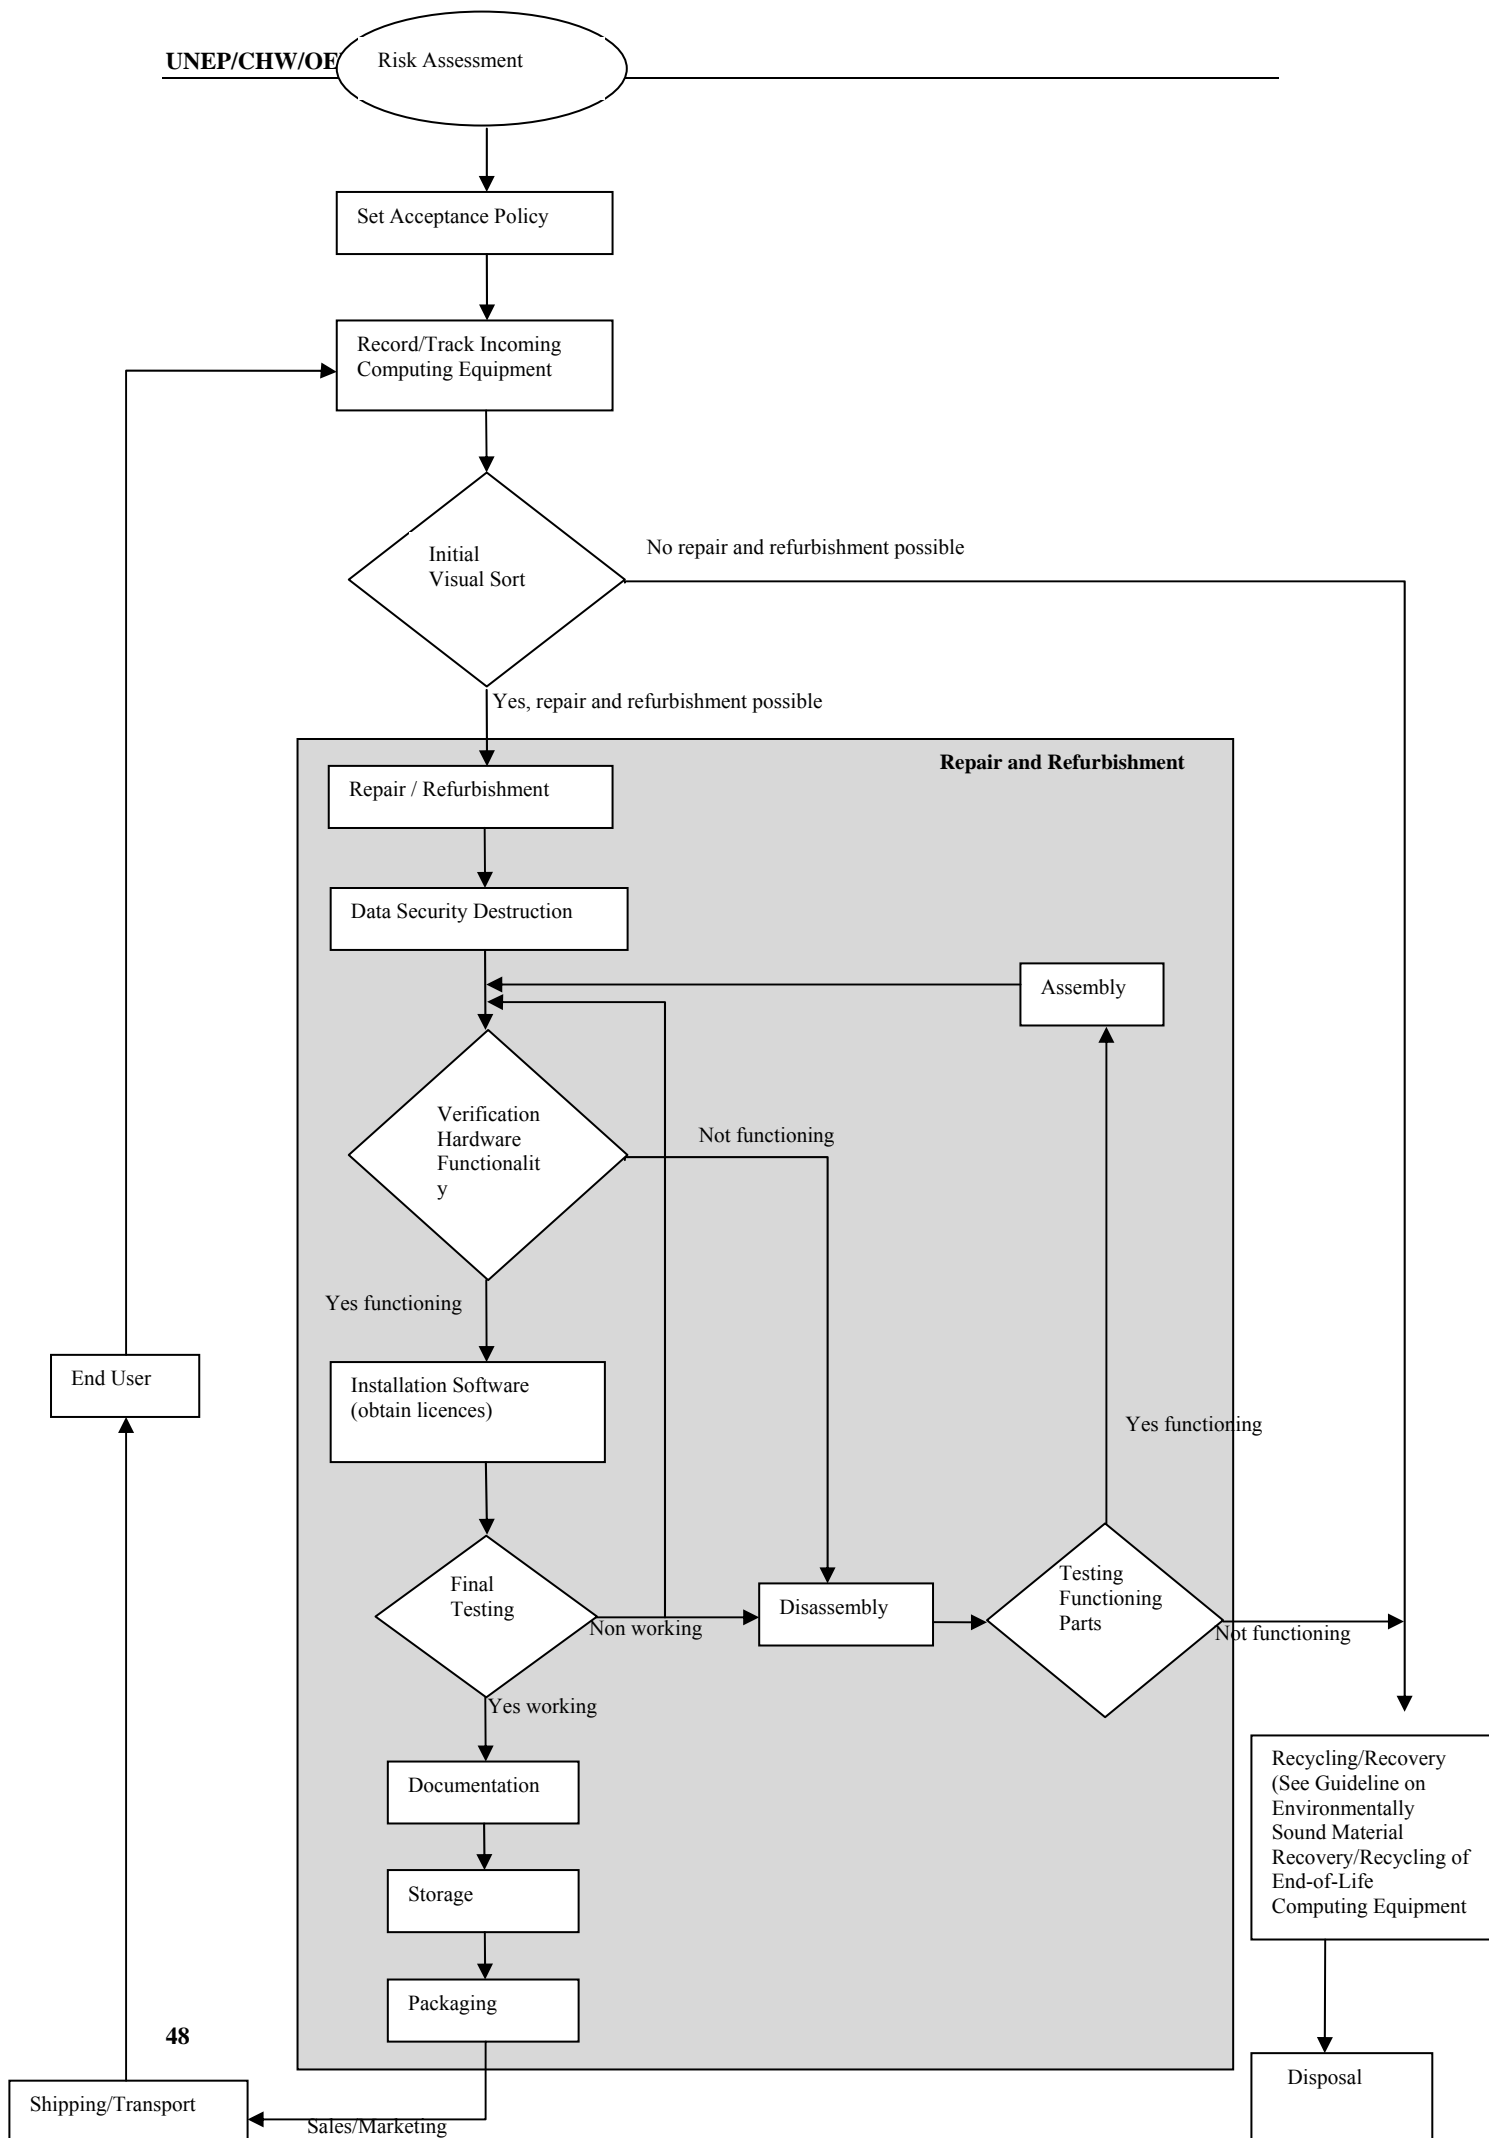 UNEP/CHW/OE
Risk Assessment
Set Acceptance Policy
Record/Track Incoming
Computing Equipment
Initial
Visual Sort
No repair and refurbishment possible
Yes, repair and refurbishment possible
Repair and Refurbishment
Repair / Refurbishment
Data Security Destruction
Assembly
Verification
Hardware
Functionalit
y
Not functioning
Yes functioning
End User
Installation Software
(obtain licences)
Yes functioning
Final
Testing
Non working
Disassembly
Testing
Functioning
Parts
Not functioning
Yes working
Documentation
Recycling/Recovery
(See Guideline on
Environmentally
Sound Material
Recovery/Recycling of
End-of-Life
Computing Equipment
Storage
Packaging
48
Shipping/Transport
Sales/Marketing
Disposal